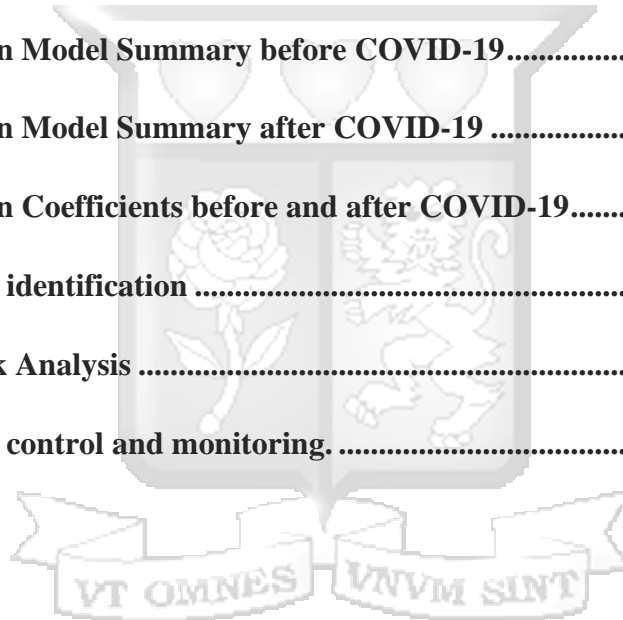 n Model Summary before COVID-19...............
n Model Summary after COVID-19 .................
n Coefficients before and after COVID-19.......
identification .......................................................
k Analysis ...............................................................
control and monitoring. .....................................
VT OMNES VNVM SINT